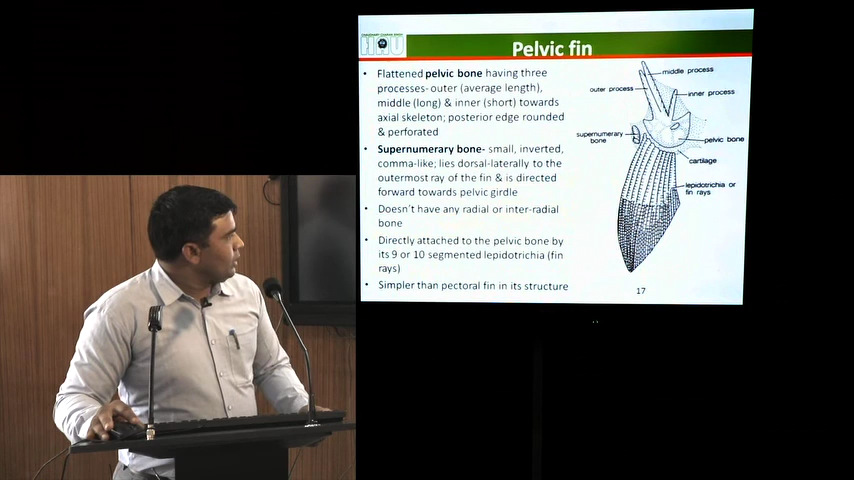 CHAUDHARY CHARAN SINGH
HAU
Pelvic fin
• Flattened pelvic bone having three
processes- outer (average length),
middle (long) & inner (short) towards
axial skeleton; posterior edge rounded
& perforated
• Supernumerary bone- small, inverted,
comma-like; lies dorsal-laterally to the
outermost ray of the fin & is directed
forward towards pelvic girdle
• Doesn't have any radial or inter-radial
bone
• Directly attached to the pelvic bone by
its 9 or 10 segmented lepidotrichia (fin
rays)
• Simpler than pectoral fin in its structure
middle process
outer process
inner process
supernumerary
bone
pelvic bone
cartilage
lepidotrichia or
fin rays
17